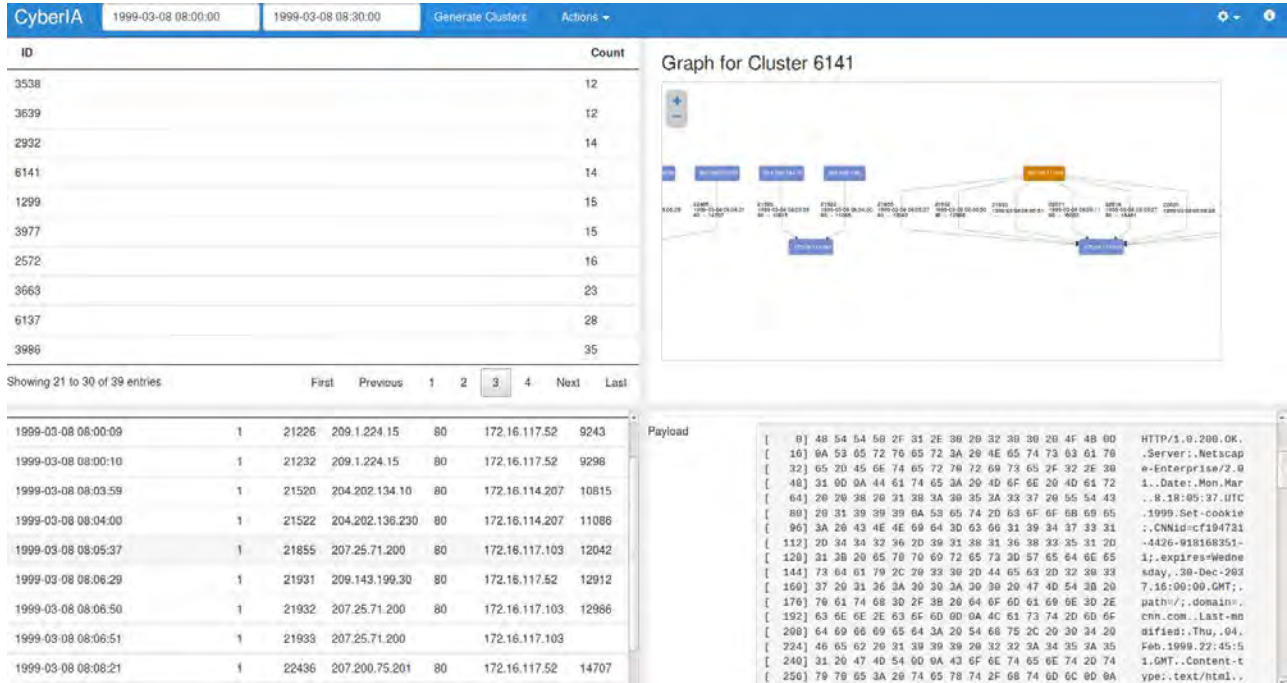 CyberIA 1999-03-08 08:00:00 1999-03-08 08:30:00 Generate Clusters Actions
ID Count
3538 12
3639 12
2932 14
6141 14
1299 15
3977 15
2572 16
3663 23
6137 28
3986 35
Showing 21 to 30 of 39 entries First Previous 1 2 3 4 Next Last
Graph for Cluster 6141
+
−
1999-03-08 08:00:09 1 21226 209.1.224.15 80 172.16.117.52 9243
1999-03-08 08:00:10 1 21232 209.1.224.15 80 172.16.117.52 9298
1999-03-08 08:03:59 1 21520 204.202.134.10 80 172.16.114.207 10815
1999-03-08 08:04:00 1 21522 204.202.136.230 80 172.16.114.207 11086
1999-03-08 08:05:37 1 21855 207.25.71.200 80 172.16.117.103 12042
1999-03-08 08:06:29 1 21931 209.143.199.30 80 172.16.117.52 12912
1999-03-08 08:06:50 1 21932 207.25.71.200 80 172.16.117.103 12986
1999-03-08 08:06:51 1 21933 207.25.71.200 172.16.117.103
1999-03-08 08:08:21 1 22436 207.200.75.201 80 172.16.117.52 14707
Payload
[ 0] 48 54 54 50 2F 31 2E 30 20 32 30 30 20 4F 4B 0D HTTP/1.0.200.OK.
[ 16] 0A 53 65 72 76 65 72 3A 20 4E 65 74 73 63 61 70 .Server:.Netscap
[ 32] 65 2D 45 6E 74 65 72 70 72 69 73 65 2F 32 2E 30 e-Enterprise/2.0
[ 48] 31 0D 0A 44 61 74 65 3A 20 4D 6F 6E 20 4D 61 72 1..Date:.Mon.Mar
[ 64] 20 20 38 20 31 38 3A 30 35 3A 33 37 20 55 54 43 ..8.18:05:37.UTC
[ 80] 20 31 39 39 39 0A 53 65 74 2D 63 6F 6F 6B 69 65 .1999.Set-cookie
[ 96] 3A 20 43 4E 4E 69 64 3D 63 66 31 39 34 37 33 31 :.CNNid=cf194731
[ 112] 2D 34 34 32 36 2D 39 31 38 31 36 38 33 35 31 2D -4426-918168351-
[ 128] 31 3B 20 65 78 70 69 72 65 73 3D 57 65 64 6E 65 1;.expires=Wedne
[ 144] 73 64 61 79 2C 20 33 30 2D 44 65 63 2D 32 30 33 sday,.30-Dec-203
[ 160] 37 20 31 36 3A 30 30 3A 30 30 20 47 4D 54 3B 20 7.16:00:00.GMT;.
[ 176] 70 61 74 68 3D 2F 3B 20 64 6F 6D 61 69 6E 3D 2E path=/;.domain=.
[ 192] 63 6E 6E 2E 63 6F 6D 0D 0A 4C 61 73 74 2D 6D 6F cnn.com..Last-mo
[ 208] 64 69 66 69 65 64 3A 20 54 68 75 2C 20 30 34 20 dified:.Thu,.04.
[ 224] 46 65 62 20 31 39 39 39 20 32 32 3A 34 35 3A 35 Feb.1999.22:45:5
[ 240] 31 20 47 4D 54 0D 0A 43 6F 6E 74 65 6E 74 2D 74 1.GMT..Content-t
[ 256] 79 70 65 3A 20 74 65 78 74 2F 68 74 6D 6C 0D 0A ype:.text/html..